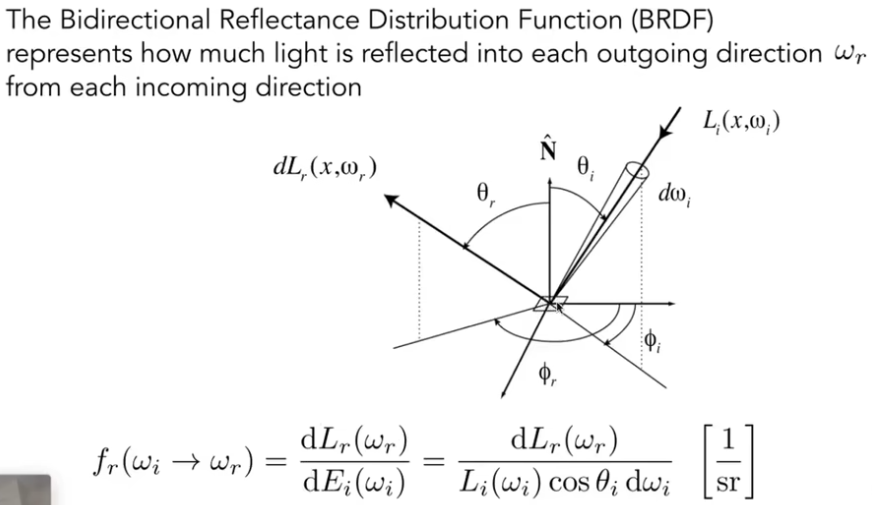 The Bidirectional Reflectance Distribution Function (BRDF)
represents how much light is reflected into each outgoing direction ωᵣ
from each incoming direction
Lᵢ(x,ωᵢ)
dLᵣ(x,ωᵣ)
N̂
θᵢ
θᵣ
dωᵢ
ϕᵢ
ϕᵣ
fᵣ(ωᵢ → ωᵣ) = dLᵣ(ωᵣ) / dEᵢ(ωᵢ) = dLᵣ(ωᵣ) / Lᵢ(ωᵢ) cos θᵢ dωᵢ [1/sr]